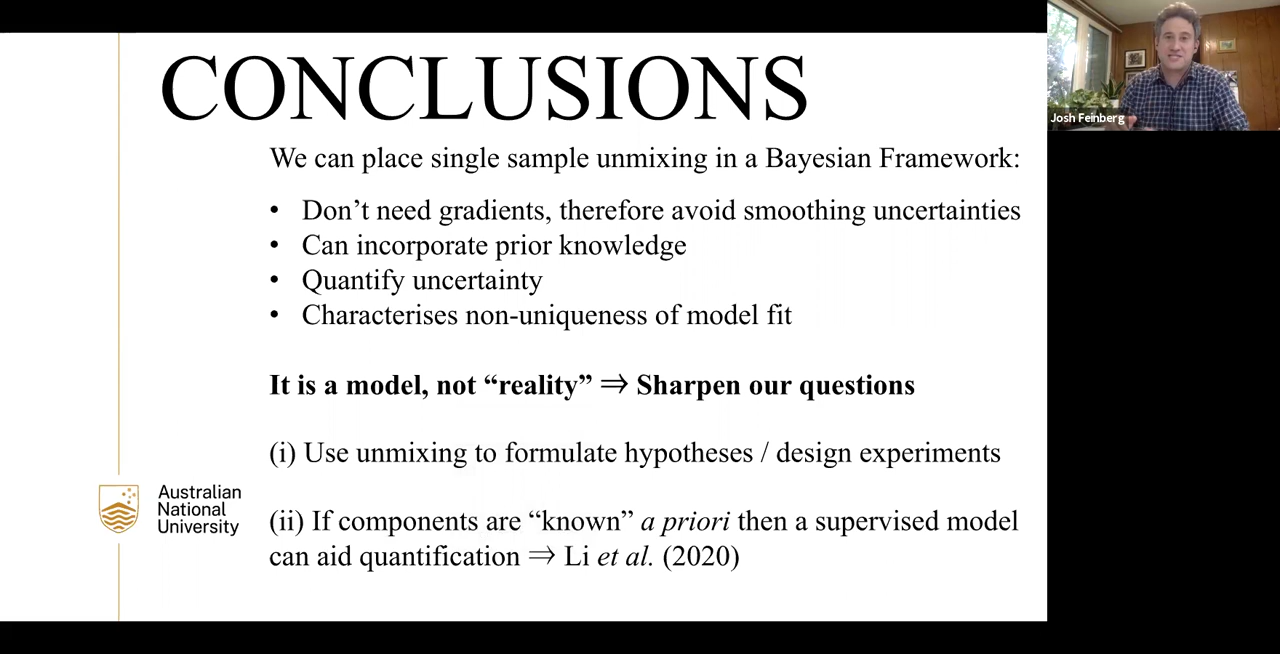 CONCLUSIONS
We can place single sample unmixing in a Bayesian Framework:
• Don’t need gradients, therefore avoid smoothing uncertainties
• Can incorporate prior knowledge
• Quantify uncertainty
• Characterises non-uniqueness of model fit
It is a model, not “reality” ⇒ Sharpen our questions
(i) Use unmixing to formulate hypotheses / design experiments
(ii) If components are “known” a priori then a supervised model
can aid quantification ⇒ Li et al. (2020)
Australian
National
University
Josh Feinberg